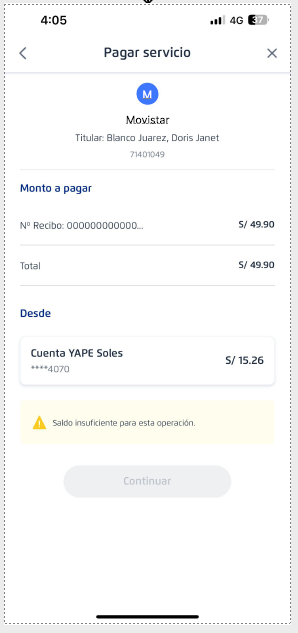 4:05
4G 37
Pagar servicio
M
Movistar
Titular: Blanco Juarez, Doris Janet
71401049
Monto a pagar
Nº Recibo: 000000000000... S/ 49.90
Total S/ 49.90
Desde
Cuenta YAPE Soles
****4070
S/ 15.26
Saldo insuficiente para esta operación.
Continuar